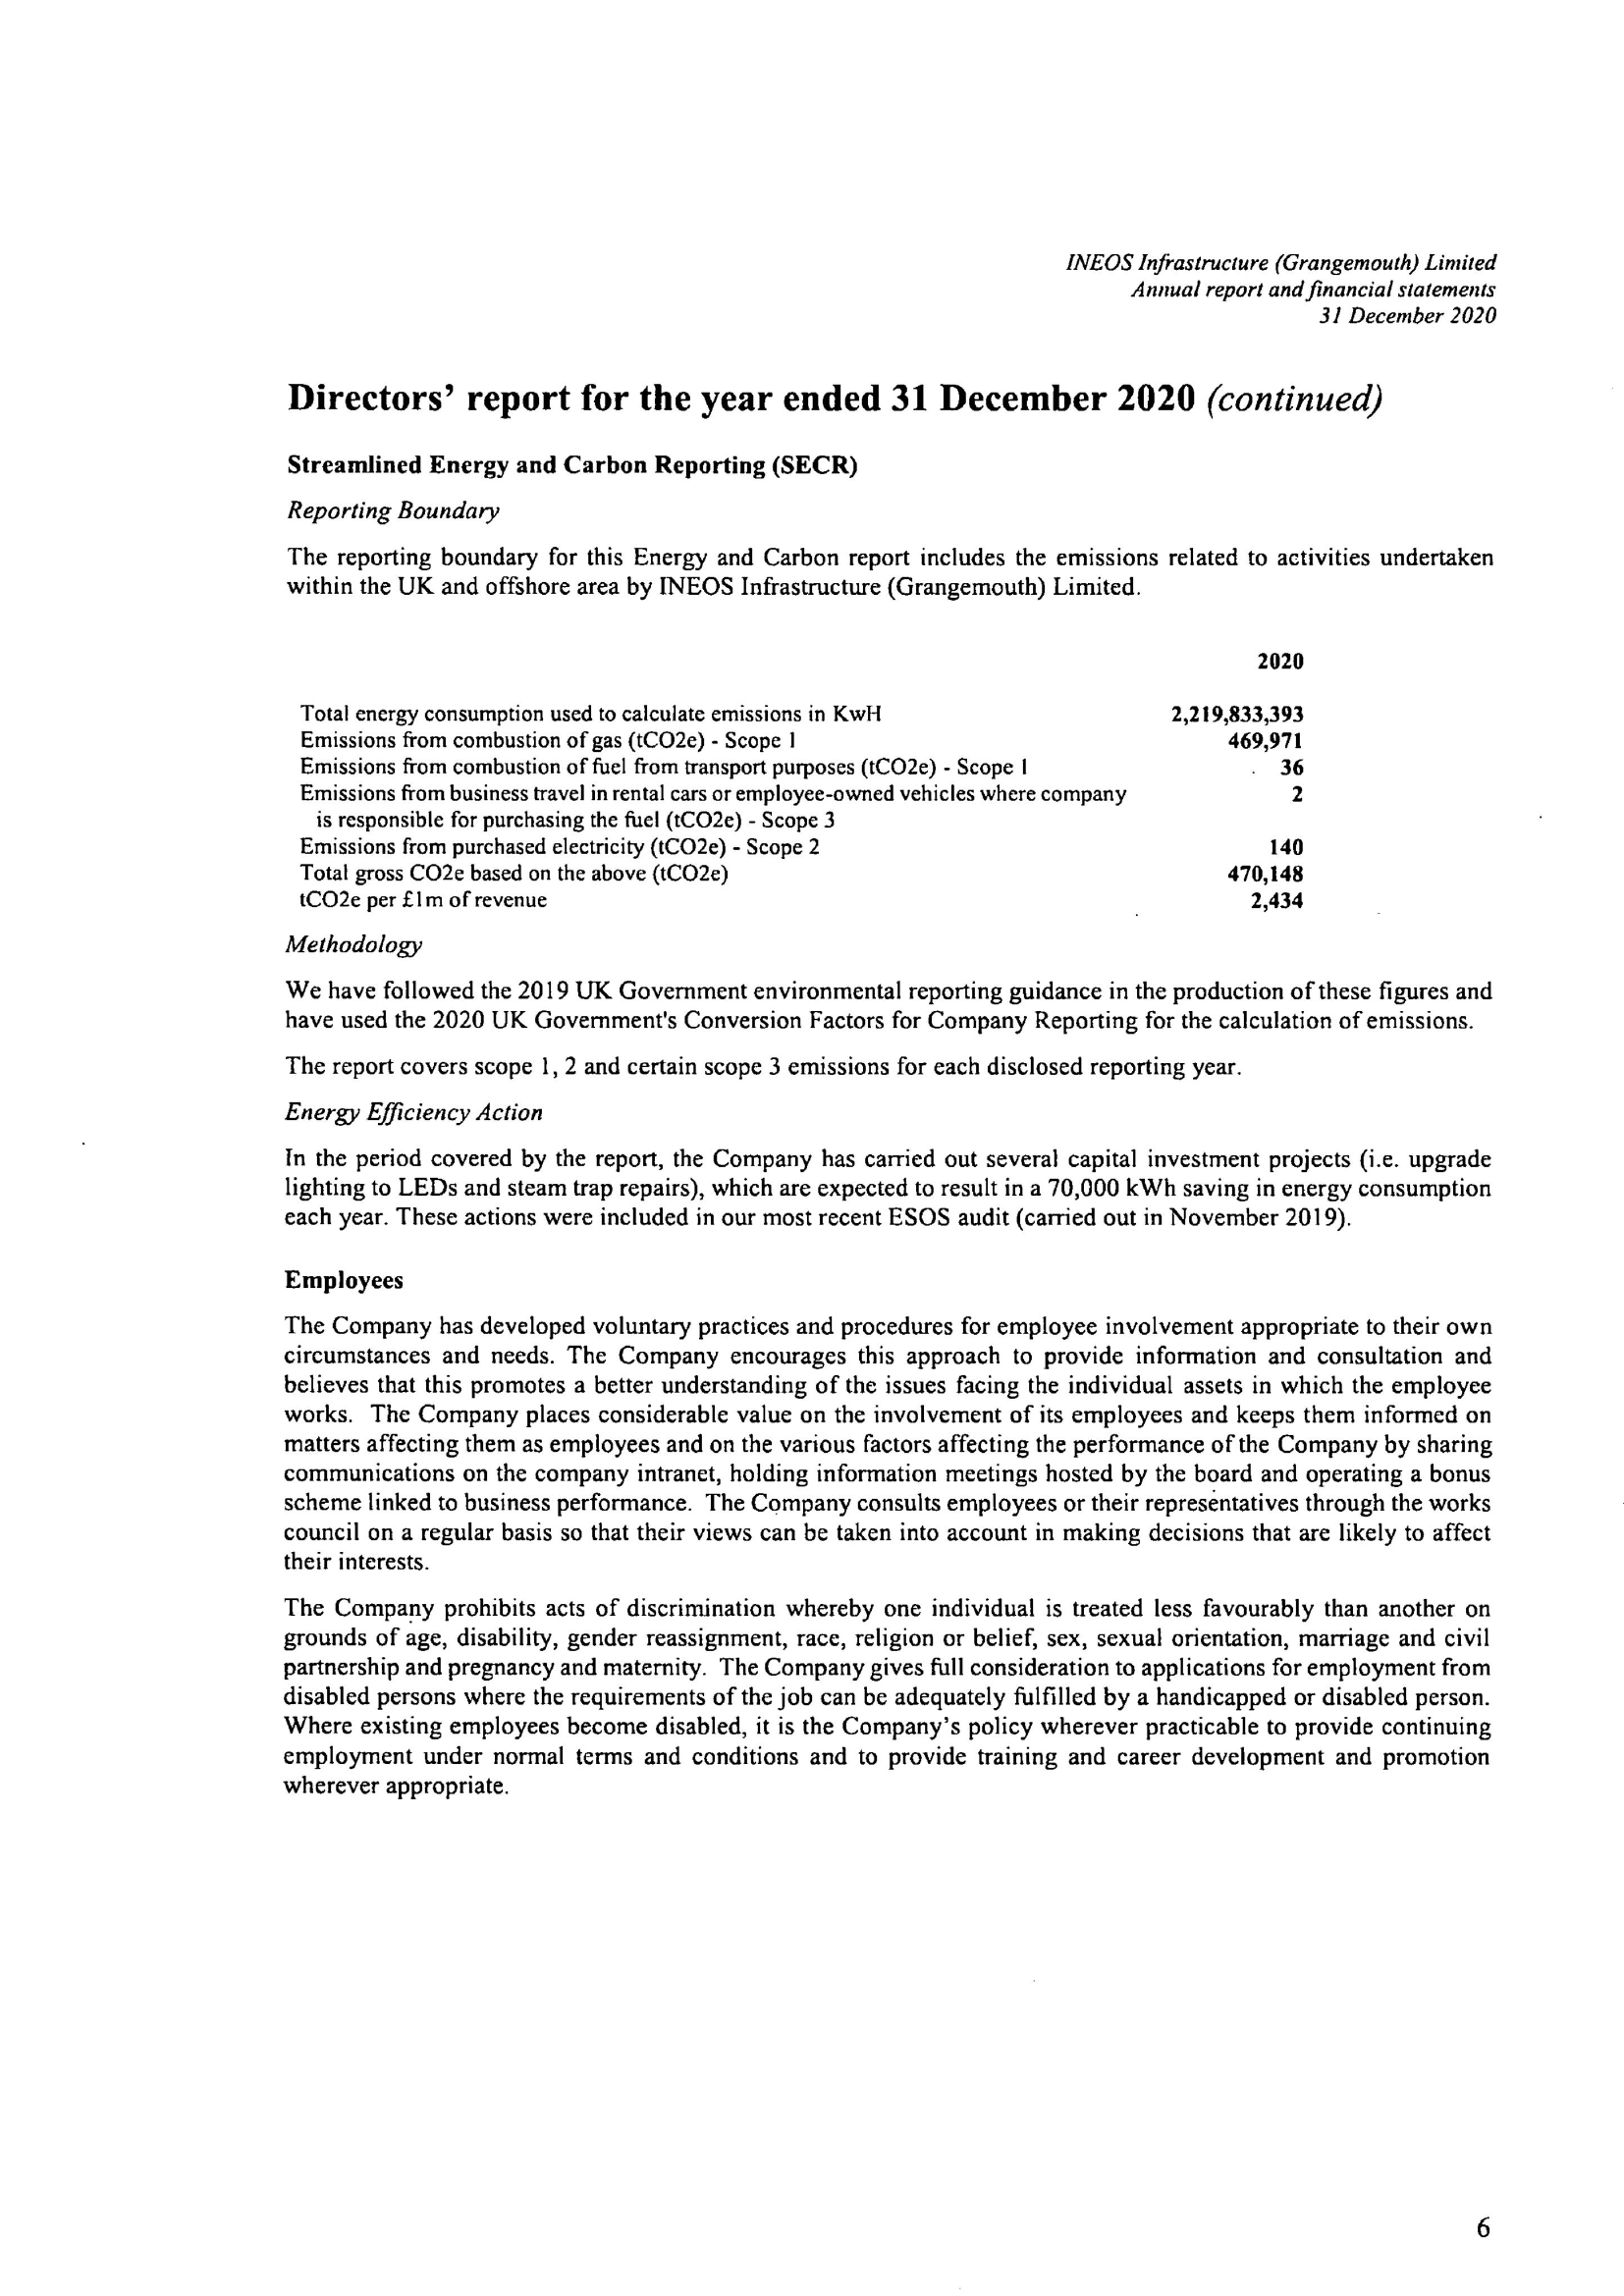 INEOS Infrastructure (Grangemouth) Limited
Annual report and financial statements
31 December 2020
Directors’ report for the year ended 31 December 2020 (continued)
Streamlined Energy and Carbon Reporting (SECR)
Reporting Boundary
The reporting boundary for this Energy and Carbon report includes the emissions related to activities undertaken
within the UK and offshore area by INEOS Infrastructure (Grangemouth) Limited.
2020
Total energy consumption used to calculate emissions in KwH 2,219,833,393
Emissions from combustion of gas (tCO2e) - Scope 1 469,971
Emissions from combustion of fuel from transport purposes (tCO2e) - Scope 1 36
Emissions from business travel in rental cars or employee-owned vehicles where company 2
is responsible for purchasing the fuel (tCO2e) - Scope 3
Emissions from purchased electricity (tCO2e) - Scope 2 140
Total gross CO2e based on the above (tCO2e) 470,148
tCO2e per £1m of revenue 2,434
Methodology
We have followed the 2019 UK Government environmental reporting guidance in the production of these figures and
have used the 2020 UK Government's Conversion Factors for Company Reporting for the calculation of emissions.
The report covers scope 1, 2 and certain scope 3 emissions for each disclosed reporting year.
Energy Efficiency Action
In the period covered by the report, the Company has carried out several capital investment projects (i.e. upgrade
lighting to LEDs and steam trap repairs), which are expected to result in a 70,000 kWh saving in energy consumption
each year. These actions were included in our most recent ESOS audit (carried out in November 2019).
Employees
The Company has developed voluntary practices and procedures for employee involvement appropriate to their own
circumstances and needs. The Company encourages this approach to provide information and consultation and
believes that this promotes a better understanding of the issues facing the individual assets in which the employee
works. The Company places considerable value on the involvement of its employees and keeps them informed on
matters affecting them as employees and on the various factors affecting the performance of the Company by sharing
communications on the company intranet, holding information meetings hosted by the board and operating a bonus
scheme linked to business performance. The Company consults employees or their representatives through the works
council on a regular basis so that their views can be taken into account in making decisions that are likely to affect
their interests.
The Company prohibits acts of discrimination whereby one individual is treated less favourably than another on
grounds of age, disability, gender reassignment, race, religion or belief, sex, sexual orientation, marriage and civil
partnership and pregnancy and maternity. The Company gives full consideration to applications for employment from
disabled persons where the requirements of the job can be adequately fulfilled by a handicapped or disabled person.
Where existing employees become disabled, it is the Company’s policy wherever practicable to provide continuing
employment under normal terms and conditions and to provide training and career development and promotion
wherever appropriate.
6